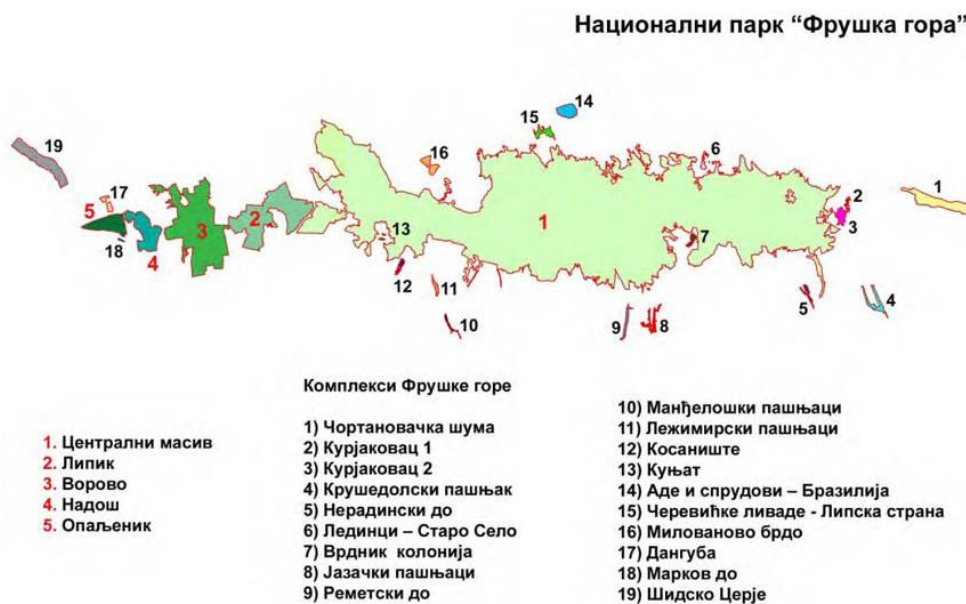 Национални парк “Фрушка гора”
14
15
19
16
6
17
1
2
5
2
1
3
3
13
7
18
4
12
11
5
4
9
8
10
Комплекси Фрушке горе
1. Централни масив
2. Липик
3. Ворово
4. Надош
5. Опаљеник
1) Чортановачка шума
2) Курјаковац 1
3) Курјаковац 2
4) Крушедолски пашњак
5) Нерадински до
6) Лединци – Старо Село
7) Врдник колонија
8) Јазачки пашњаци
9) Реметски до
10) Манђелошки пашњаци
11) Лежимирски пашњаци
12) Косаниште
13) Куњат
14) Аде и спрудови – Бразилија
15) Черевићке ливаде - Липска страна
16) Миловановo брдо
17) Дангуба
18) Марков до
19) Шидско Церје